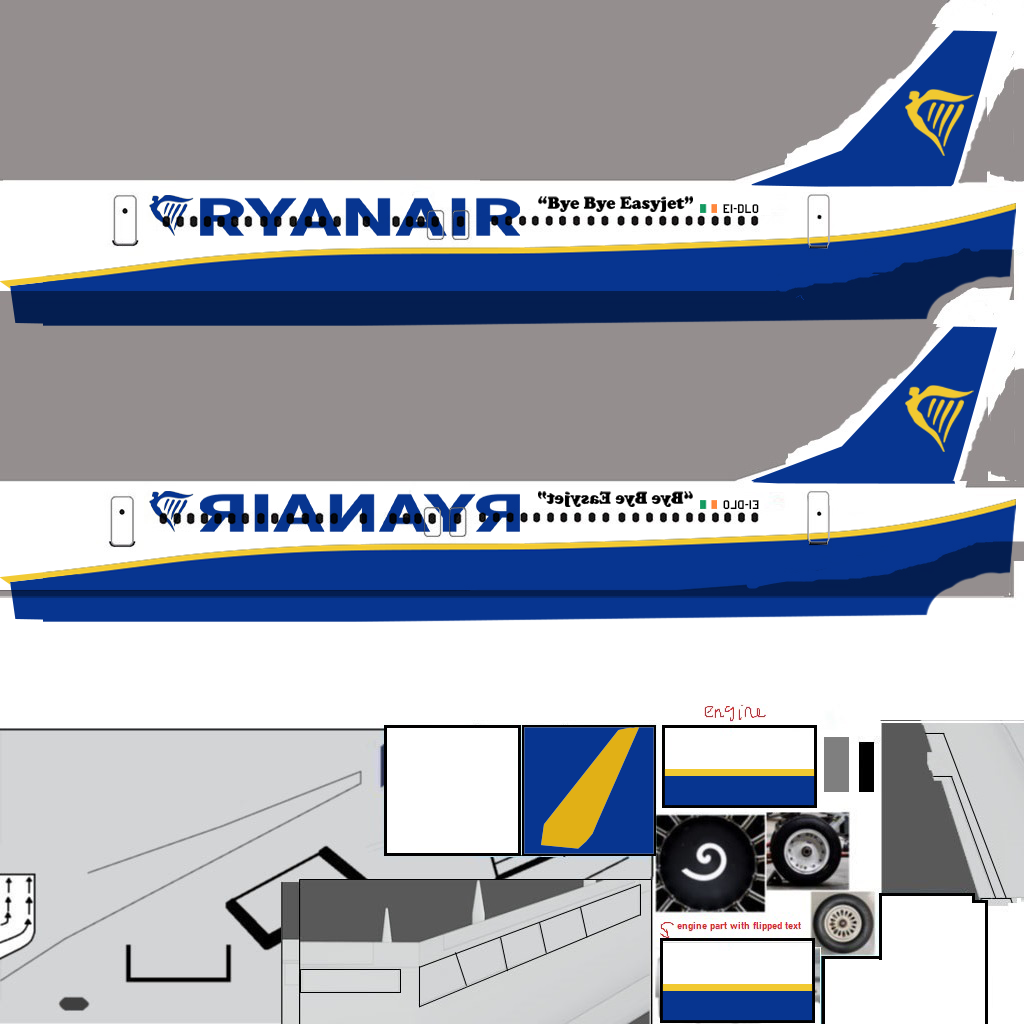 RYANAIR “Bye Bye Easyjet” EI-DLO
RYANAIR “Bye Bye Easyjet” EI-DLO
engine
engine part with flipped text